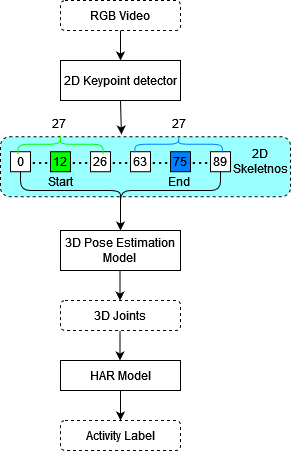 RGB Video
2D Keypoint detector
27
27
0 ... 12 ... 26 ... 63 ... 75 ... 89
2D
Skeletnos
Start
End
3D Pose Estimation
Model
3D Joints
HAR Model
Activity Label